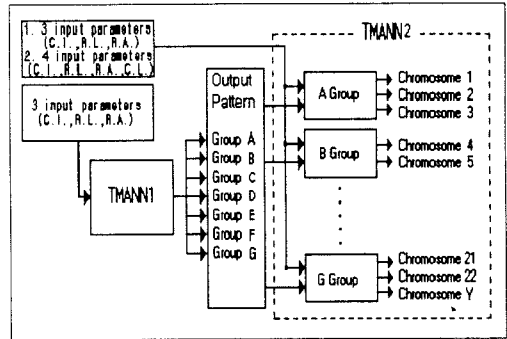 1. 3 input parameters
(C.I.,R.L.,R.A.)
2. 4 input parameters
(C.I.,R.L.,R.A.,C.L.)
3 input parameters
(C.I.,R.L.,R.A.)
TMANN1
Output
Pattern
Group A
Group B
Group C
Group D
Group E
Group F
Group G
TMANN2
A Group
Chromosome 1
Chromosome 2
Chromosome 3
B Group
Chromosome 4
Chromosome 5
G Group
Chromosome 21
Chromosome 22
Chromosome Y